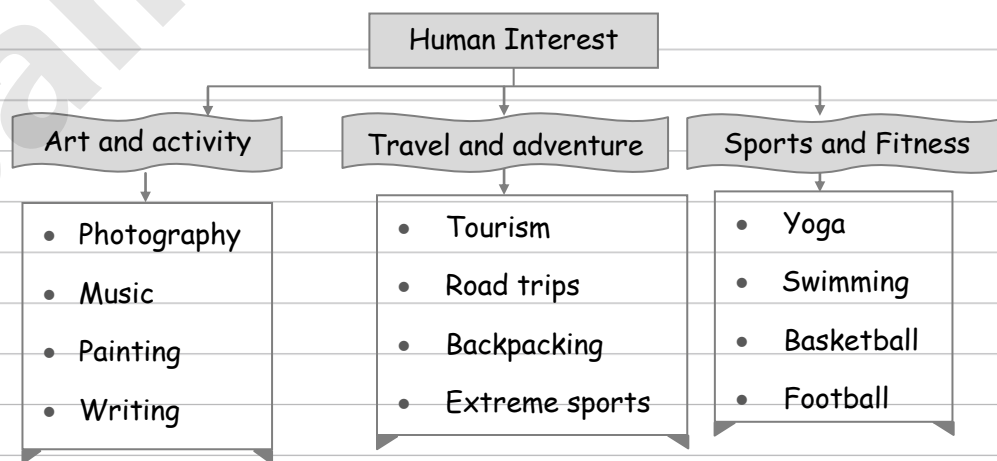 Human Interest
Art and activity
Travel and adventure
Sports and Fitness
• Photography
• Music
• Painting
• Writing
• Tourism
• Road trips
• Backpacking
• Extreme sports
• Yoga
• Swimming
• Basketball
• Football